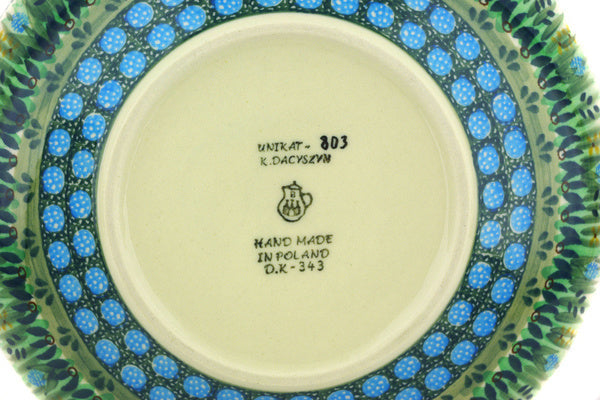 UNIKAT~ 803
K.DACYSZYN
HAND MADE
IN POLAND
D.K-343